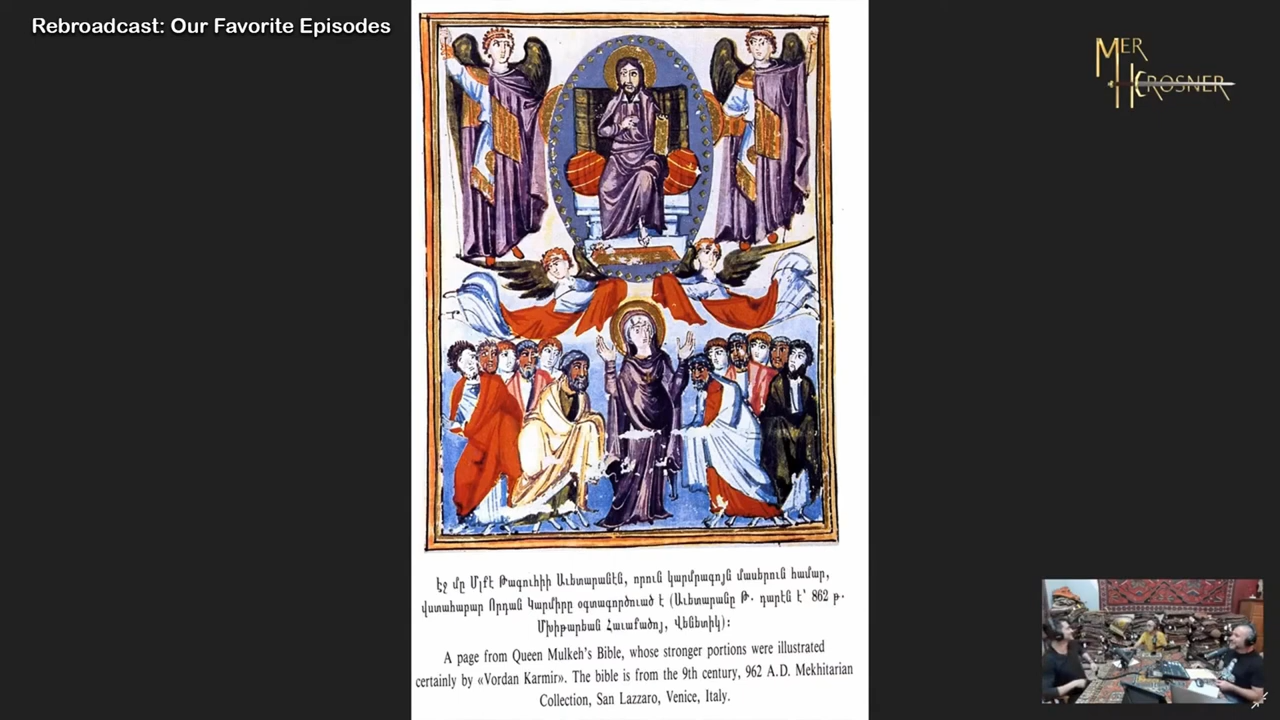 Rebroadcast: Our Favorite Episodes
MER
HEROSNER
Էջ մը Մլքէ Թագուհիի Աւետարանէն, որուն կարմրագոյն մասերուն համար,
վստահաբար Որդան Կարմիրը օգտագործուած է (Աւետարանը Թ. դարէն է՝ 862 թ.
Մխիթարեան Հաւաքածոյ, Վենետիկ):
A page from Queen Mulkeh's Bible, whose stronger portions were illustrated
certainly by «Vordan Karmir». The bible is from the 9th century, 962 A.D. Mekhitarian
Collection, San Lazzaro, Venice, Italy.